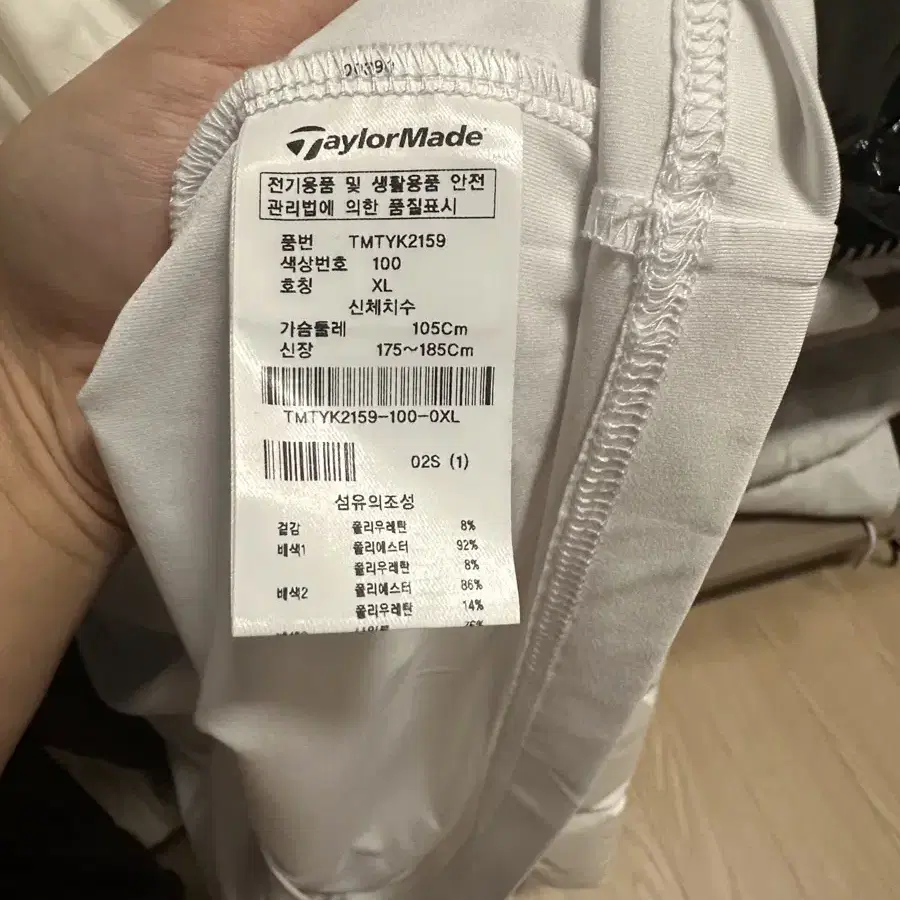 TaylorMade
전기용품 및 생활용품 안전
관리법에 의한 품질표시
품번 TMTYK2159
색상번호 100
호칭 XL
신체치수
가슴둘레 105Cm
신장 175~185Cm
TMTYK2159-100-0XL
02S (1)
섬유의조성
겉감 폴리우레탄 8%
배색1 폴리에스터 92%
폴리우레탄 8%
배색2 폴리에스터 86%
폴리우레탄 14%